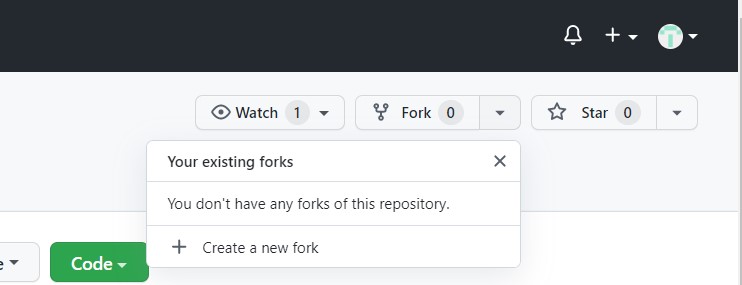 Watch 1
Fork 0
Star 0
Your existing forks
You don't have any forks of this repository.
Create a new fork
Code